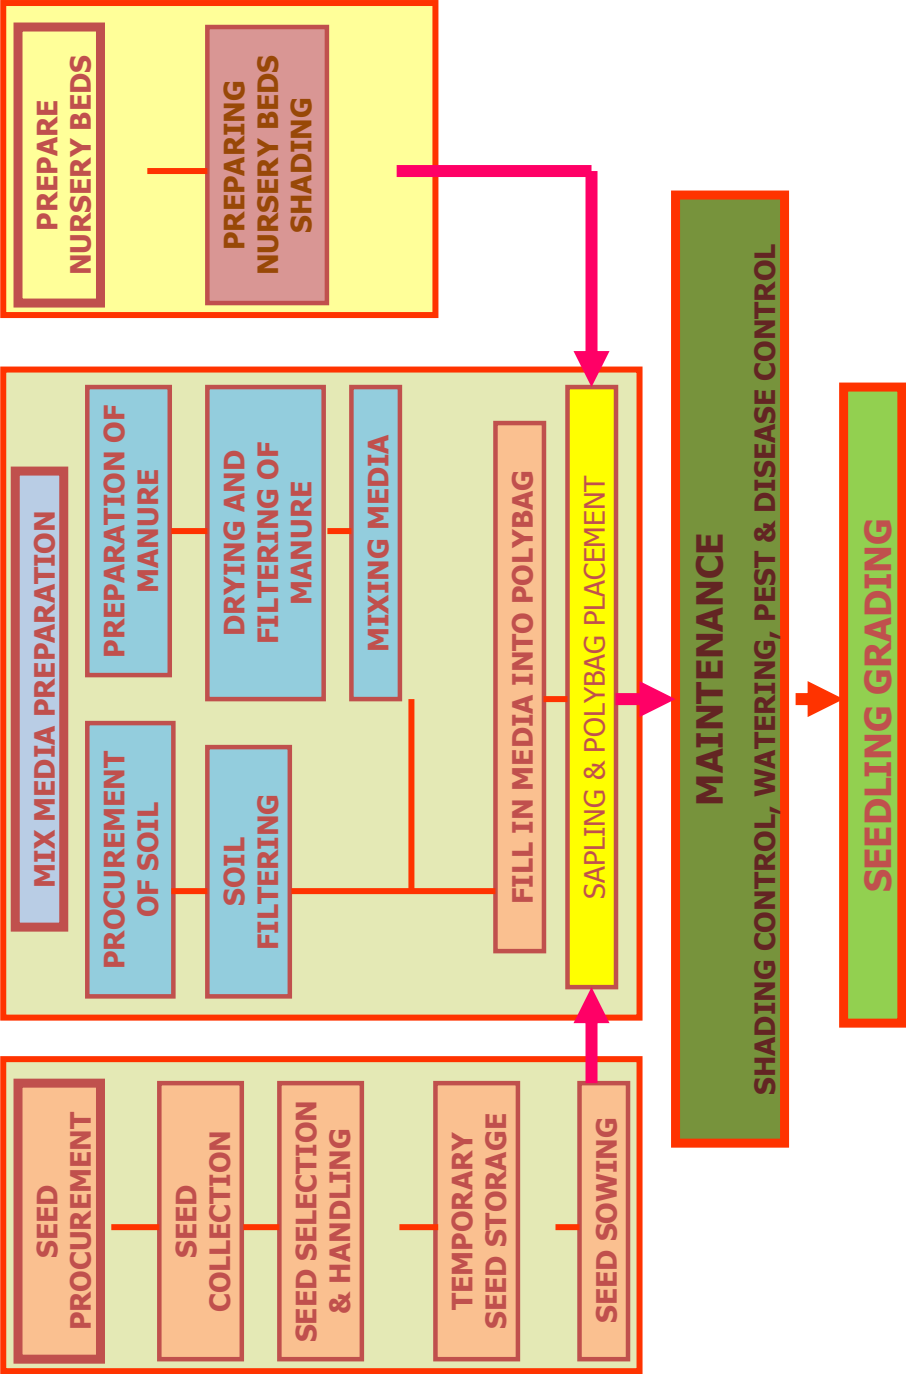 SEED
PROCUREMENT
SEED
COLLECTION
SEED SELECTION
& HANDLING
TEMPORARY
SEED STORAGE
SEED SOWING
MIX MEDIA PREPARATION
PROCUREMENT
OF SOIL
SOIL
FILTERING
PREPARATION OF
MANURE
DRYING AND
FILTERING OF
MANURE
MIXING MEDIA
FILL IN MEDIA INTO POLYBAG
SAPLING & POLYBAG PLACEMENT
PREPARE
NURSERY BEDS
PREPARING
NURSERY BEDS
SHADING
MAINTENANCE
SHADING CONTROL, WATERING, PEST & DISEASE CONTROL
SEEDLING GRADING